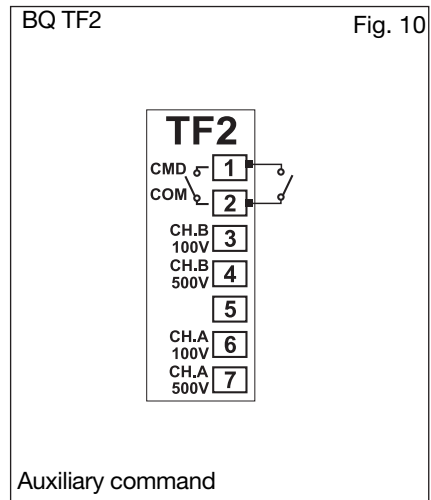 BQ TF2
Fig. 10
TF2
CMD 1
COM 2
CH.B
100V 3
CH.B
500V 4
5
CH.A
100V 6
CH.A
500V 7
Auxiliary command